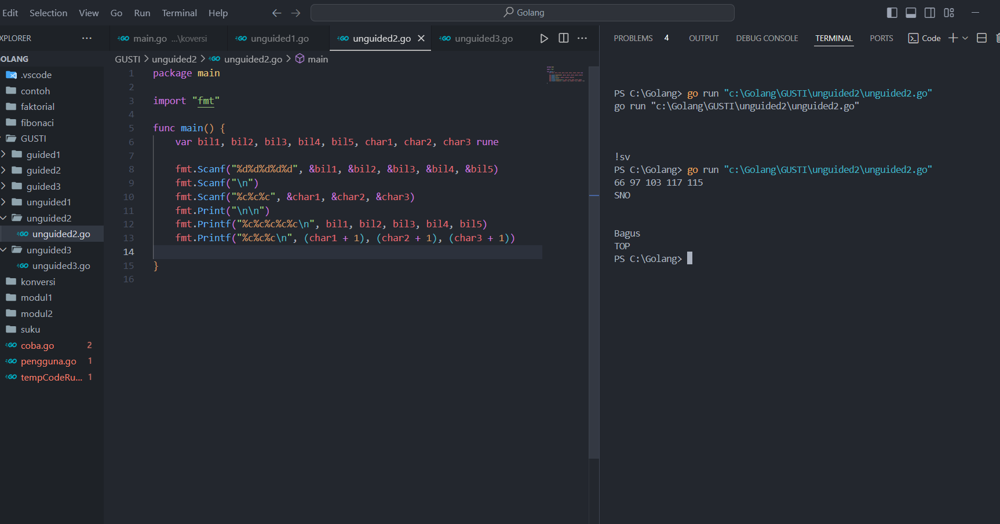 Edit Selection View Go Run Terminal Help Golang
XPLORER ···
OLANG
.vscode
contoh
faktorial
fibonaci
GUSTI
guided1
guided2
guided3
unguided1
unguided2
unguided2.go
unguided3
unguided3.go
konversi
modul1
modul2
suku
coba.go 2
pengguna.go 1
tempCodeRu... 1
main.go ...\koversi unguided1.go unguided2.go unguided3.go
GUSTI > unguided2 > unguided2.go > main
1 package main
2
3 import "fmt"
4
5 func main() {
6 var bil1, bil2, bil3, bil4, bil5, char1, char2, char3 rune
7
8 fmt.Scanf("%d%d%d%d%d", &bil1, &bil2, &bil3, &bil4, &bil5)
9 fmt.Scanf("\n")
10 fmt.Scanf("%c%c%c", &char1, &char2, &char3)
11 fmt.Print("\n\n")
12 fmt.Printf("%c%c%c%c%c\n", bil1, bil2, bil3, bil4, bil5)
13 fmt.Printf("%c%c%c\n", (char1 + 1), (char2 + 1), (char3 + 1))
14
15 }
16
PROBLEMS 4 OUTPUT DEBUG CONSOLE TERMINAL PORTS Code
PS C:\Golang> go run "c:\Golang\GUSTI\unguided2\unguided2.go"
go run "c:\Golang\GUSTI\unguided2\unguided2.go"
!sv
PS C:\Golang> go run "c:\Golang\GUSTI\unguided2\unguided2.go"
66 97 103 117 115
SNO
Bagus
TOP
PS C:\Golang>